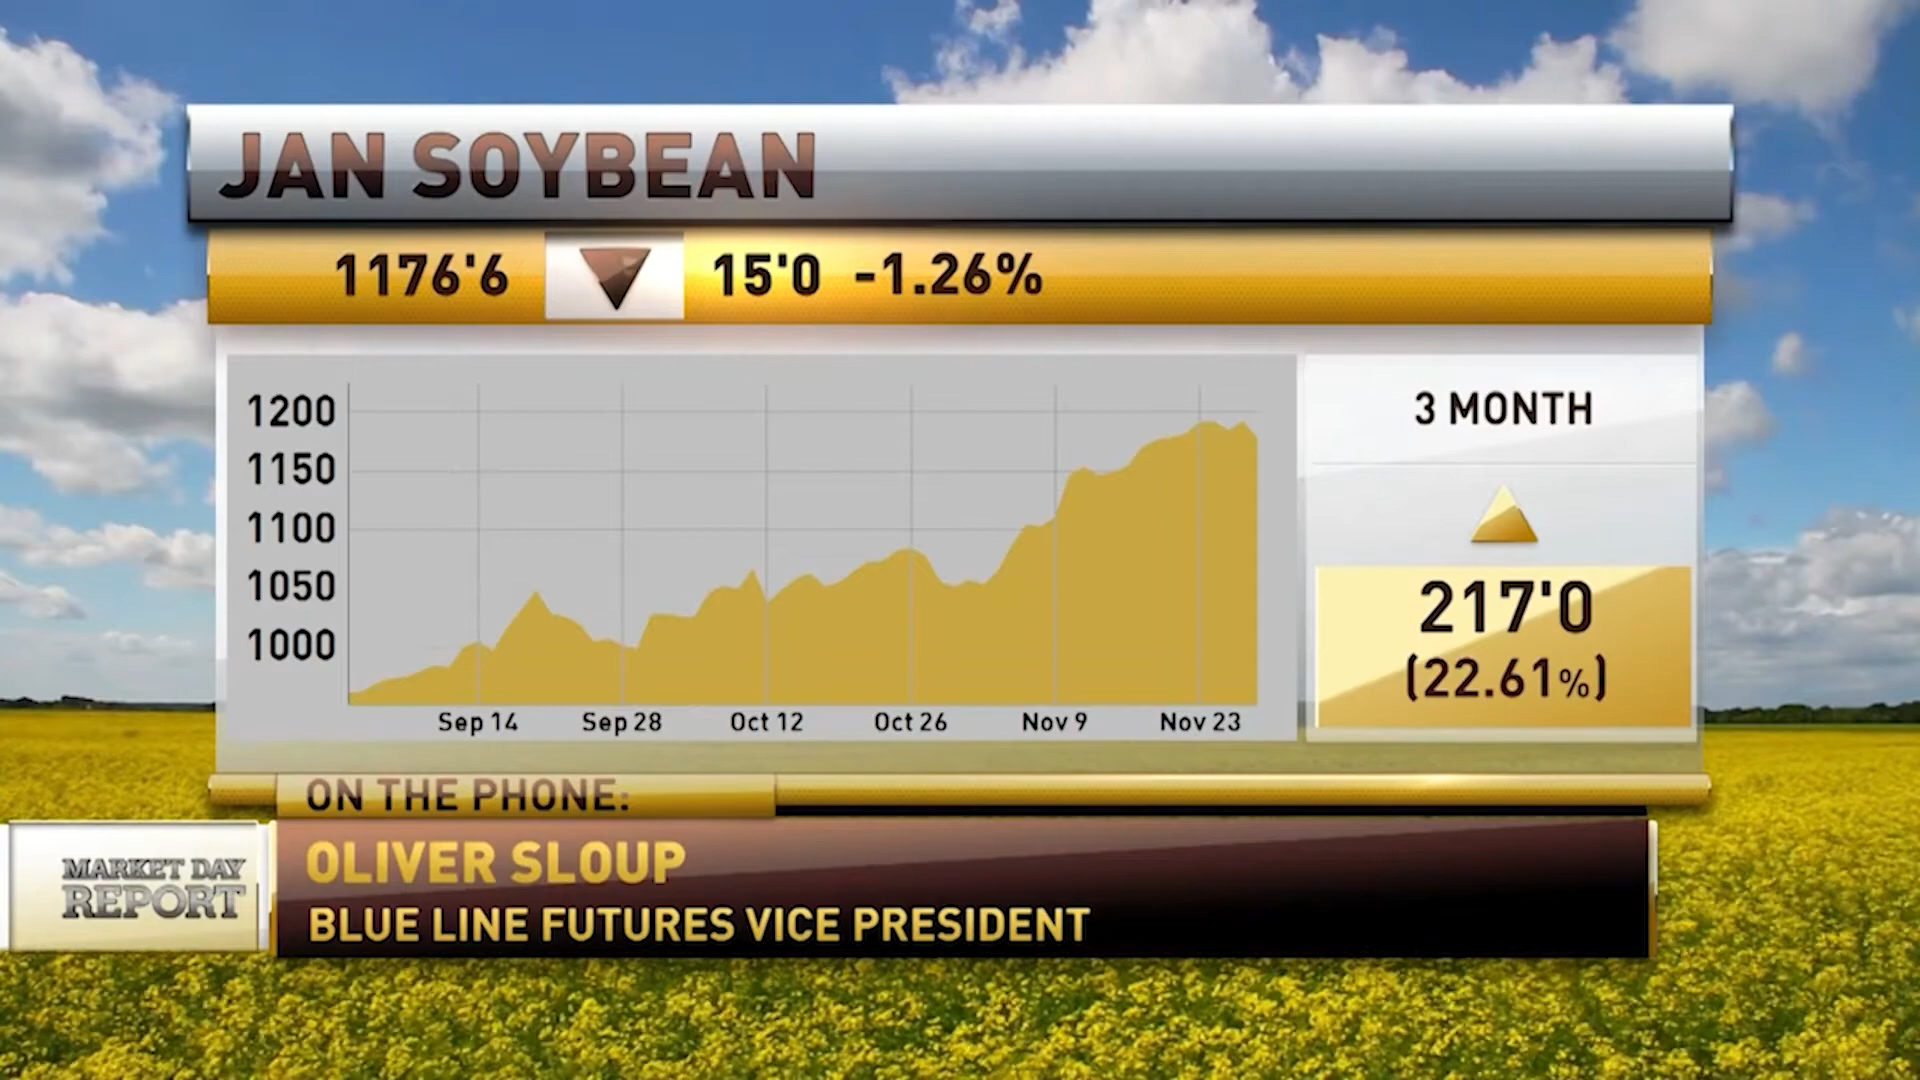 JAN SOYBEAN
1176'6 15'0 -1.26%
1200
1150
1100
1050
1000
Sep 14 Sep 28 Oct 12 Oct 26 Nov 9 Nov 23
3 MONTH
217'0
(22.61%)
ON THE PHONE:
OLIVER SLOUP
BLUE LINE FUTURES VICE PRESIDENT
MARKET DAY
REPORT